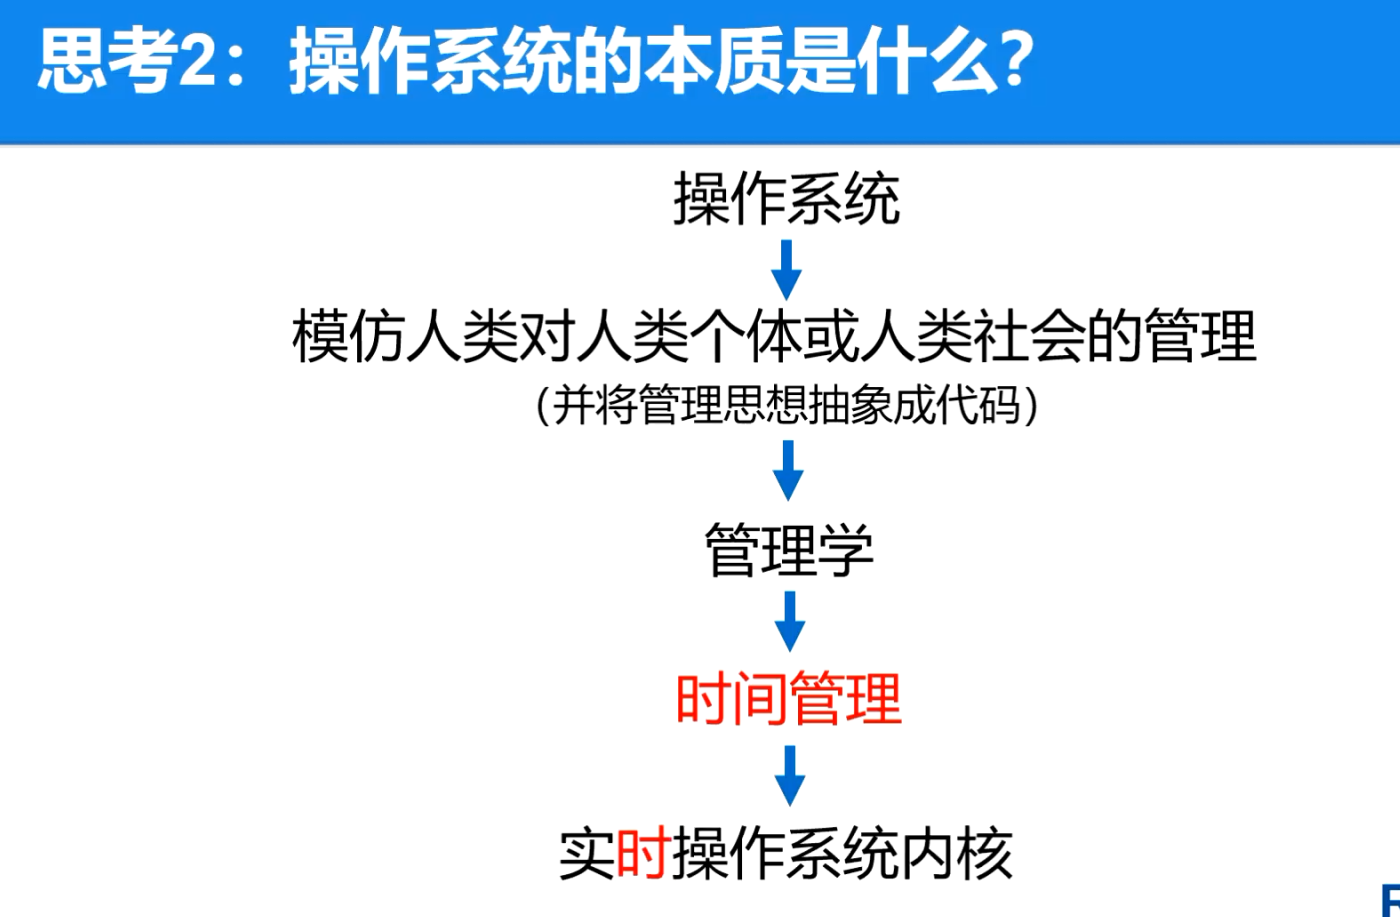 思考2：操作系统的本质是什么？
操作系统
模仿人类对人类个体或人类社会的管理
（并将管理思想抽象成代码）
管理学
时间管理
实时操作系统内核